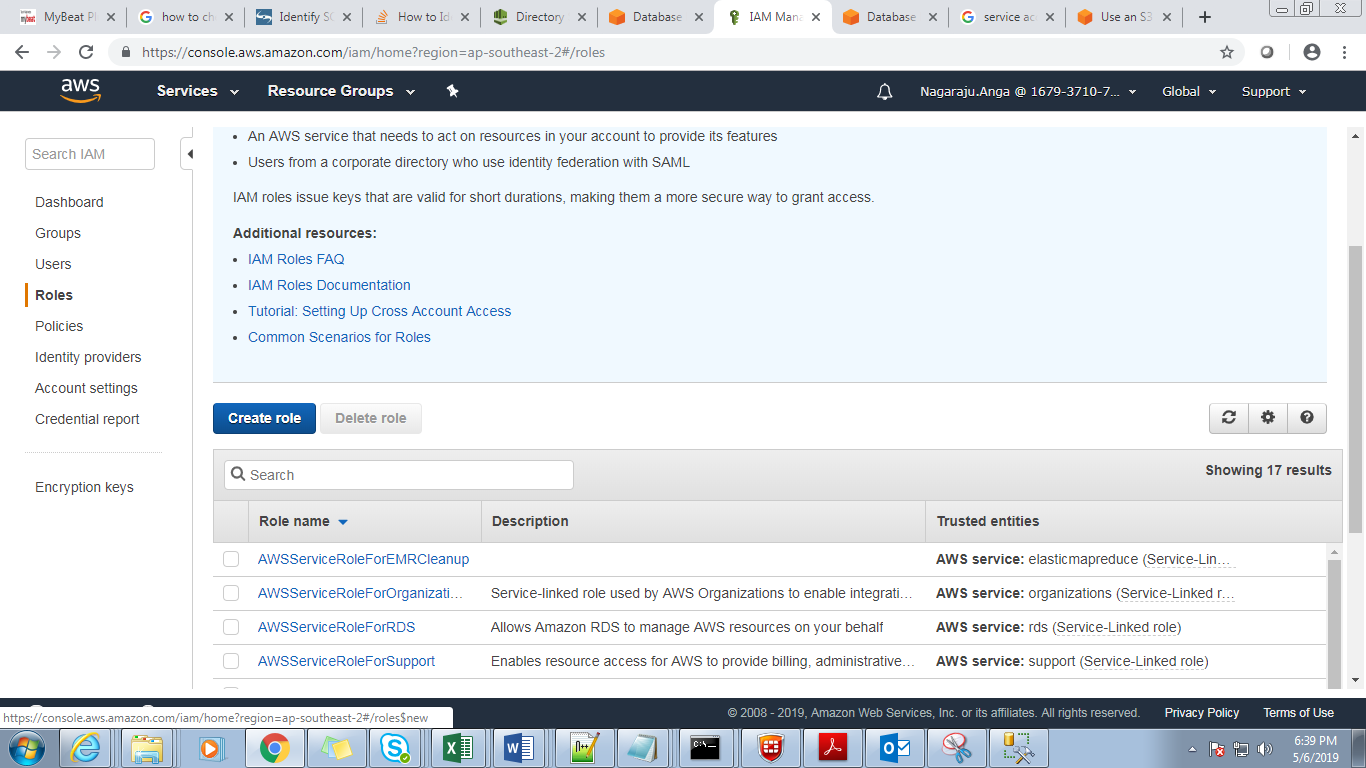 MyBeat Pl
how to ch
Identify SC
How to Ide
Directory
Database
IAM Mana
Database
service ac
Use an S3
https://console.aws.amazon.com/iam/home?region=ap-southeast-2#/roles
aws
Services
Resource Groups
Nagaraju.Anga @ 1679-3710-7...
Global
Support
Search IAM
Dashboard
Groups
Users
Roles
Policies
Identity providers
Account settings
Credential report
Encryption keys
• An AWS service that needs to act on resources in your account to provide its features
• Users from a corporate directory who use identity federation with SAML
IAM roles issue keys that are valid for short durations, making them a more secure way to grant access.
Additional resources:
• IAM Roles FAQ
• IAM Roles Documentation
• Tutorial: Setting Up Cross Account Access
• Common Scenarios for Roles
Create role
Delete role
Search
Showing 17 results
Role name
Description
Trusted entities
AWSServiceRoleForEMRCleanup
AWS service: elasticmapreduce (Service-Lin...
AWSServiceRoleForOrganizati...
Service-linked role used by AWS Organizations to enable integrati...
AWS service: organizations (Service-Linked r...
AWSServiceRoleForRDS
Allows Amazon RDS to manage AWS resources on your behalf
AWS service: rds (Service-Linked role)
AWSServiceRoleForSupport
Enables resource access for AWS to provide billing, administrative...
AWS service: support (Service-Linked role)
https://console.aws.amazon.com/iam/home?region=ap-southeast-2#/roles$new
© 2008 - 2019, Amazon Web Services, Inc. or its affiliates. All rights reserved.
Privacy Policy
Terms of Use
6:39 PM
5/6/2019